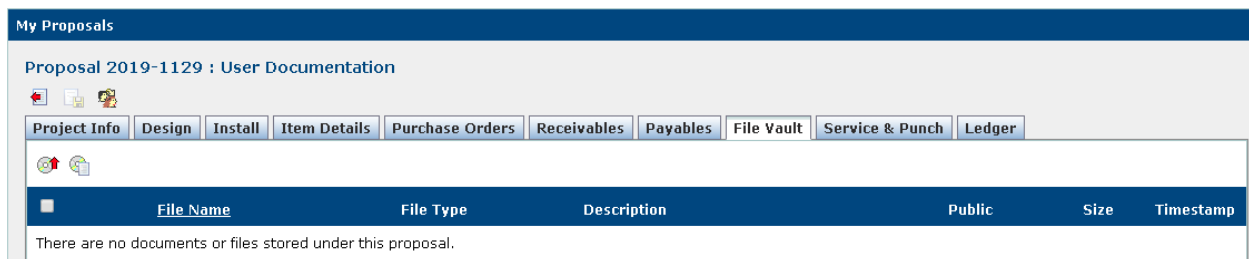 My Proposals
Proposal 2019-1129 : User Documentation
Project Info Design Install Item Details Purchase Orders Receivables Payables File Vault Service & Punch Ledger
File Name File Type Description Public Size Timestamp
There are no documents or files stored under this proposal.